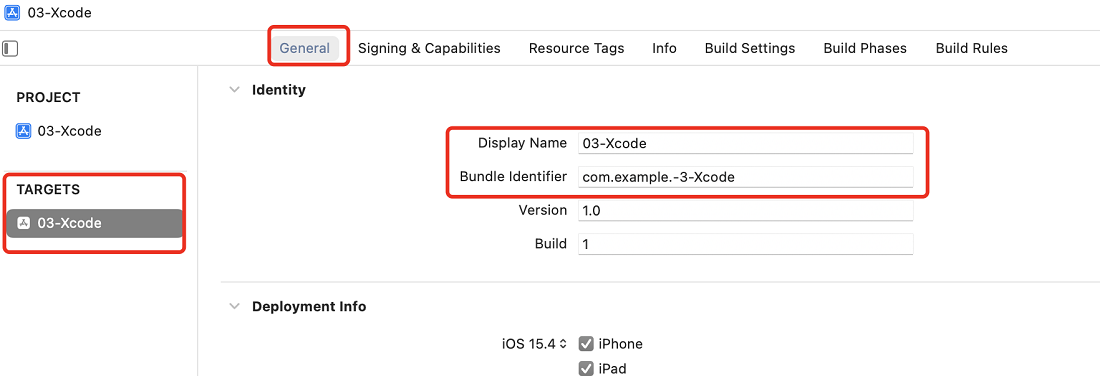 03-Xcode
General Signing & Capabilities Resource Tags Info Build Settings Build Phases Build Rules
PROJECT
03-Xcode
TARGETS
03-Xcode
Identity
Display Name 03-Xcode
Bundle Identifier com.example.-3-Xcode
Version 1.0
Build 1
Deployment Info
iOS 15.4 iPhone
iPad